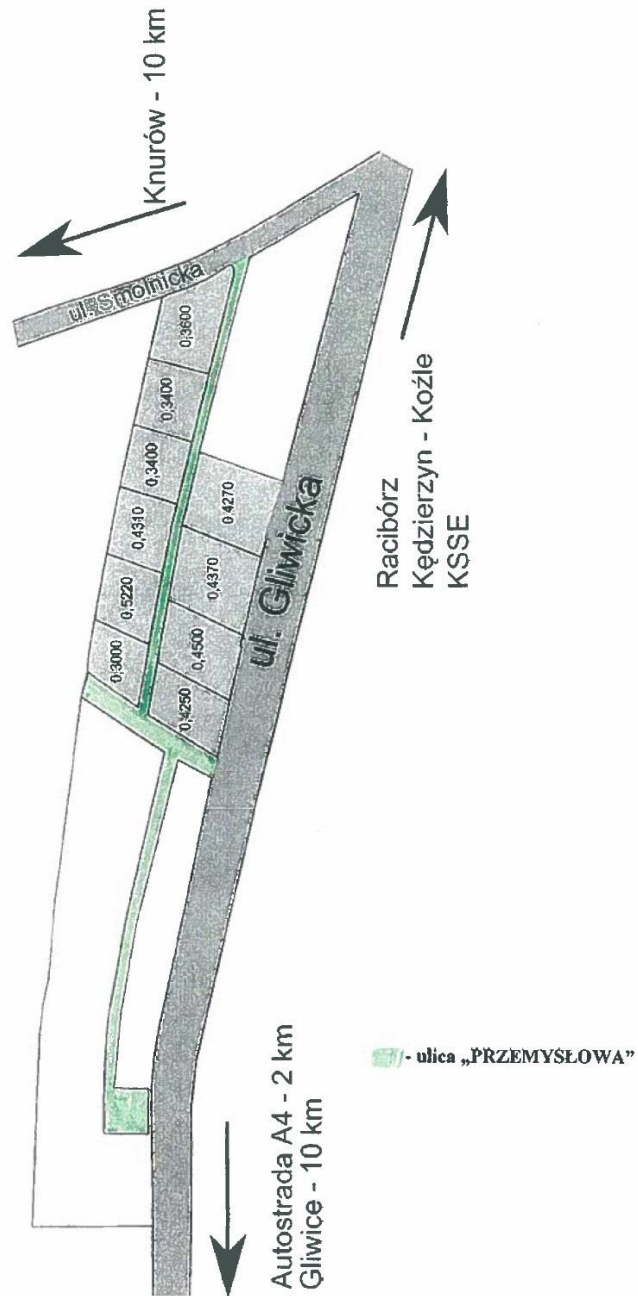 Knurów - 10 km
ul. Smolnicka
0,3600
0,3400
0,3400
0,4310
0,5220
0,3000
0,4270
0,4370
0,4500
0,4250
ul. Gliwicka
Racibórz
Kędzierzyn - Koźle
KSSE
Autostrada A4 - 2 km
Gliwice - 10 km
- ulica „PRZEMYSŁOWA”